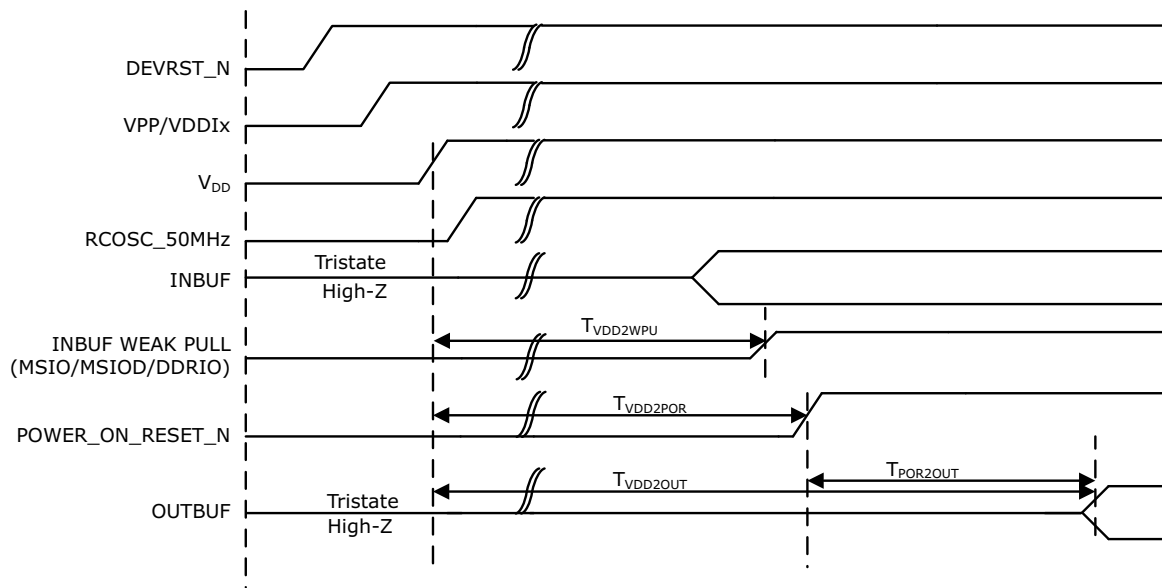 DEVRST_N
VPP/VDDIx
VDD
RCOSC_50MHz
Tristate
INBUF
High-Z
TVDD2WPU
INBUF WEAK PULL
(MSIO/MSIOD/DDRIO)
TVDD2POR
POWER_ON_RESET_N
TPOR2OUT
TVDD2OUT
Tristate
OUTBUF
High-Z